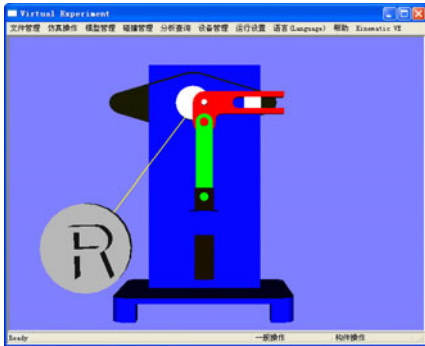 Virtual Experiment
文件管理 仿真操作 模型管理 碰撞管理 分析查询 设备管理 运行设置 语言(Language) 帮助 Kinematic VE
R
Ready 一般操作 构件操作